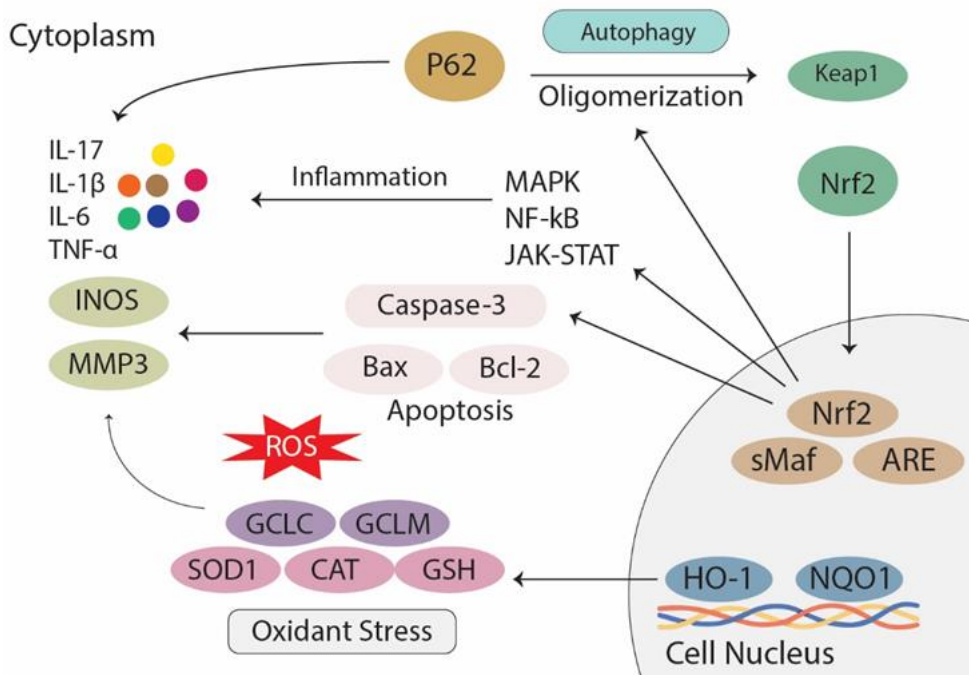 Cytoplasm
P62
Autophagy
Oligomerization
Keap1
IL-17
IL-1β
IL-6
TNF-α
Inflammation
MAPK
NF-kB
JAK-STAT
Nrf2
INOS
MMP3
Caspase-3
Bax
Bcl-2
Apoptosis
Nrf2
sMaf
ARE
ROS
GCLC
GCLM
SOD1
CAT
GSH
Oxidant Stress
HO-1
NQO1
Cell Nucleus